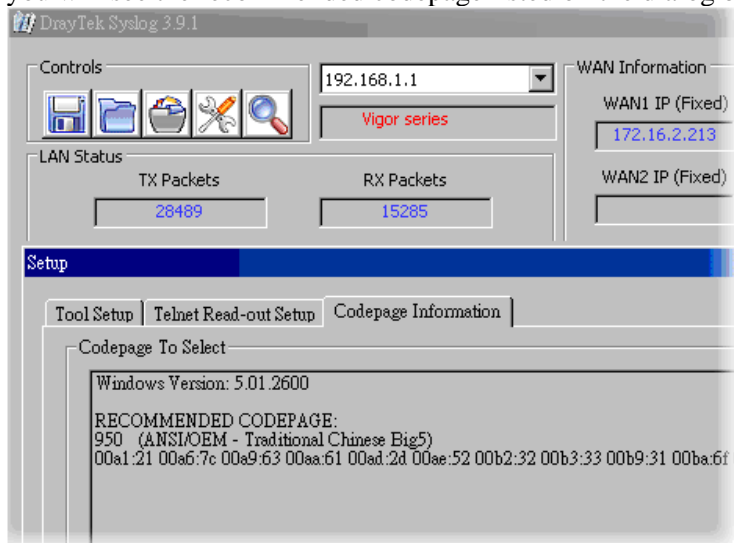 DrayTek Syslog 3.9.1
Controls
192.168.1.1
Vigor series
WAN Information
WAN1 IP (Fixed)
172.16.2.213
WAN2 IP (Fixed)
LAN Status
TX Packets
RX Packets
28489
15285
Setup
Tool Setup
Telnet Read-out Setup
Codepage Information
Codepage To Select
Windows Version: 5.01.2600
RECOMMENDED CODEPAGE:
950 (ANSI/OEM - Traditional Chinese Big5)
00a1:21 00a6:7c 00a9:63 00aa:61 00ad:2d 00ae:52 00b2:32 00b3:33 00b9:31 00ba:6f